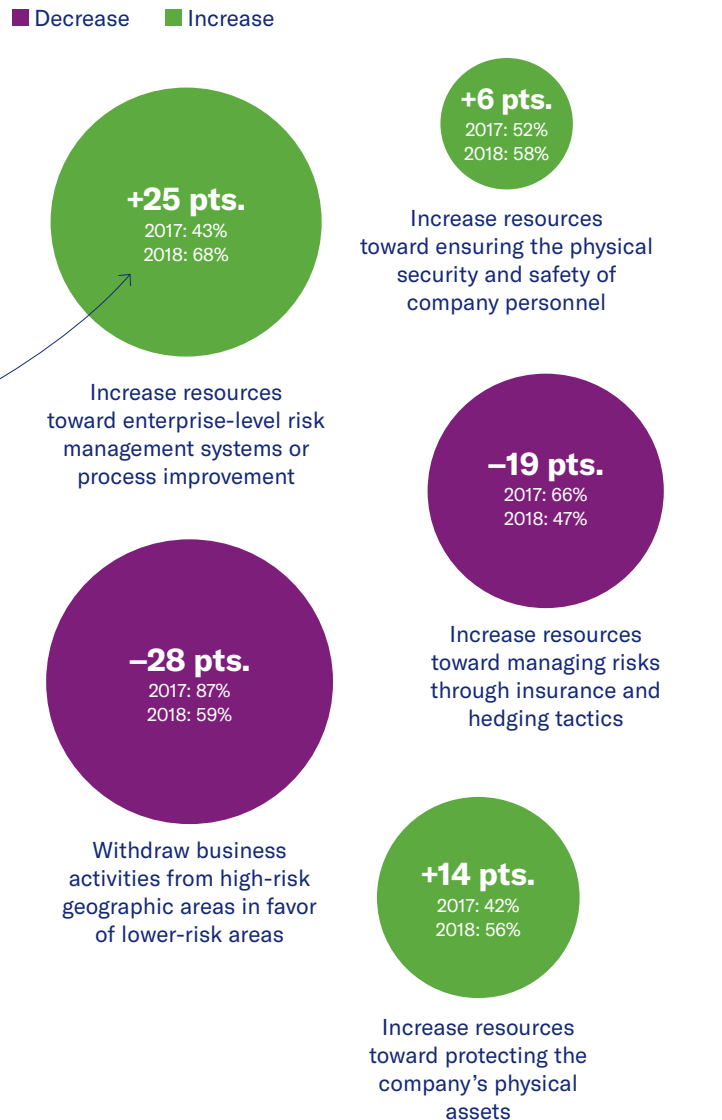 Decrease Increase
+25 pts.
2017: 43%
2018: 68%
Increase resources
toward enterprise-level risk
management systems or
process improvement
+6 pts.
2017: 52%
2018: 58%
Increase resources
toward ensuring the physical
security and safety of
company personnel
–19 pts.
2017: 66%
2018: 47%
Increase resources
toward managing risks
through insurance and
hedging tactics
–28 pts.
2017: 87%
2018: 59%
Withdraw business
activities from high-risk
geographic areas in favor
of lower-risk areas
+14 pts.
2017: 42%
2018: 56%
Increase resources
toward protecting the
company’s physical
assets